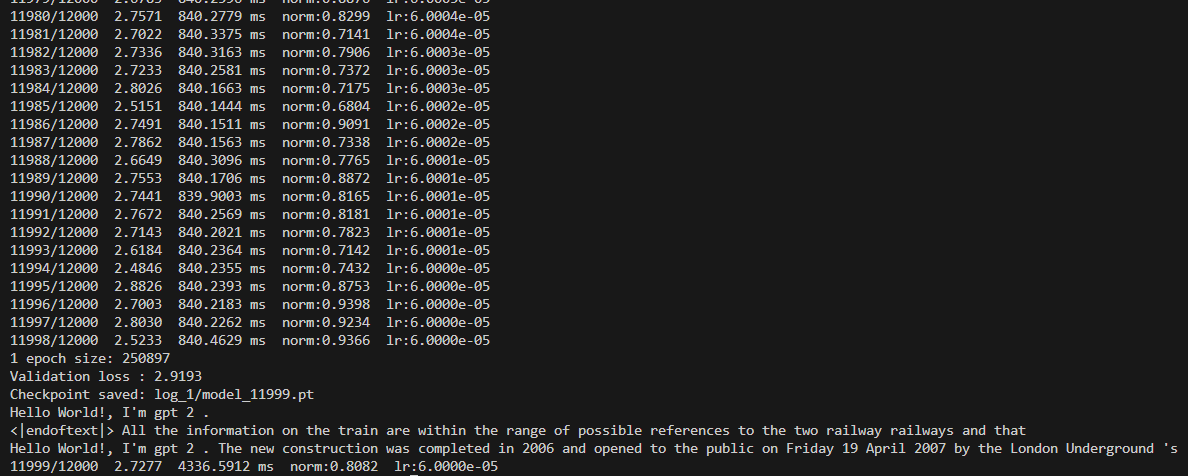 11980/12000 2.7571 840.2779 ms norm:0.8299 lr:6.0004e-05
11981/12000 2.7022 840.3375 ms norm:0.7141 lr:6.0004e-05
11982/12000 2.7336 840.3163 ms norm:0.7906 lr:6.0003e-05
11983/12000 2.7233 840.2581 ms norm:0.7372 lr:6.0003e-05
11984/12000 2.8026 840.1663 ms norm:0.7175 lr:6.0003e-05
11985/12000 2.5151 840.1444 ms norm:0.6804 lr:6.0002e-05
11986/12000 2.7491 840.1511 ms norm:0.9091 lr:6.0002e-05
11987/12000 2.7862 840.1563 ms norm:0.7338 lr:6.0002e-05
11988/12000 2.6649 840.3096 ms norm:0.7765 lr:6.0001e-05
11989/12000 2.7553 840.1706 ms norm:0.8872 lr:6.0001e-05
11990/12000 2.7441 839.9003 ms norm:0.8165 lr:6.0001e-05
11991/12000 2.7672 840.2569 ms norm:0.8181 lr:6.0001e-05
11992/12000 2.7143 840.2021 ms norm:0.7823 lr:6.0001e-05
11993/12000 2.6184 840.2364 ms norm:0.7142 lr:6.0001e-05
11994/12000 2.4846 840.2355 ms norm:0.7432 lr:6.0000e-05
11995/12000 2.8826 840.2393 ms norm:0.8753 lr:6.0000e-05
11996/12000 2.7003 840.2183 ms norm:0.9398 lr:6.0000e-05
11997/12000 2.8030 840.2262 ms norm:0.9234 lr:6.0000e-05
11998/12000 2.5233 840.4629 ms norm:0.9366 lr:6.0000e-05
1 epoch size: 250897
Validation loss : 2.9193
Checkpoint saved: log_1/model_11999.pt
Hello World!, I'm gpt 2 .
<|endoftext|> All the information on the train are within the range of possible references to the two railway railways and that
Hello World!, I'm gpt 2 . The new construction was completed in 2006 and opened to the public on Friday 19 April 2007 by the London Underground 's
11999/12000 2.7277 4336.5912 ms norm:0.8082 lr:6.0000e-05